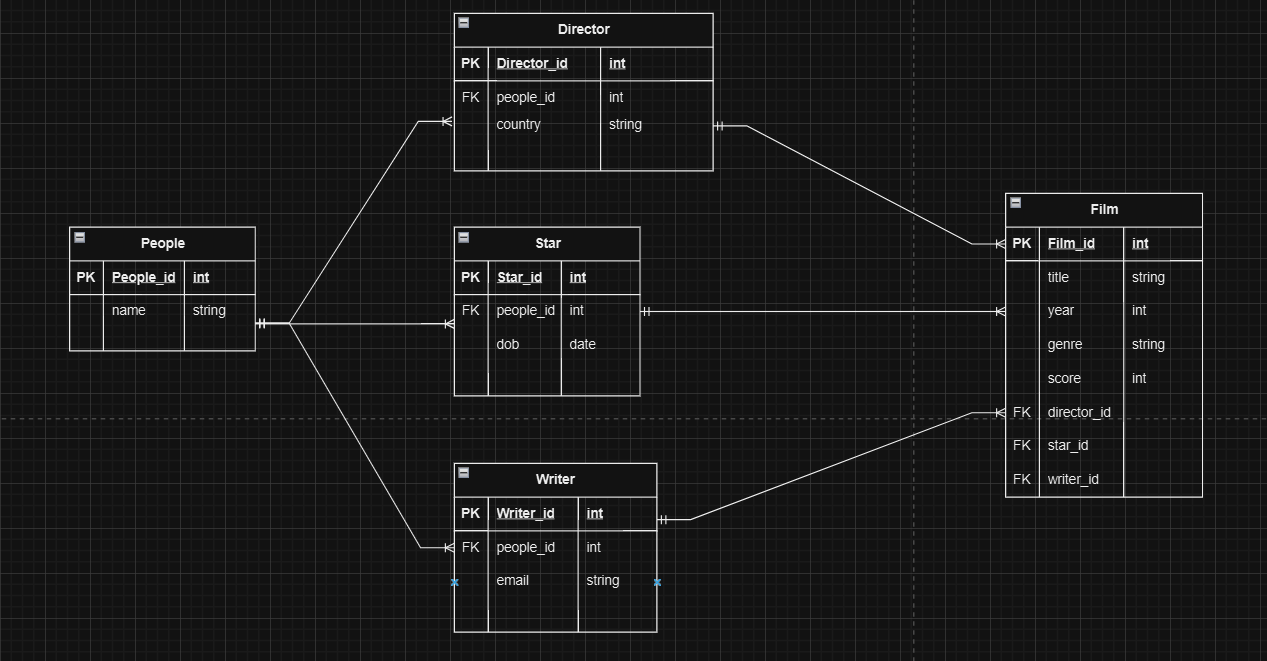 Director
PK Director_id int
FK people_id int
country string
People
PK People_id int
name string
Star
PK Star_id int
FK people_id int
dob date
Writer
PK Writer_id int
FK people_id int
email string
Film
PK Film_id int
title string
year int
genre string
score int
FK director_id
FK star_id
FK writer_id